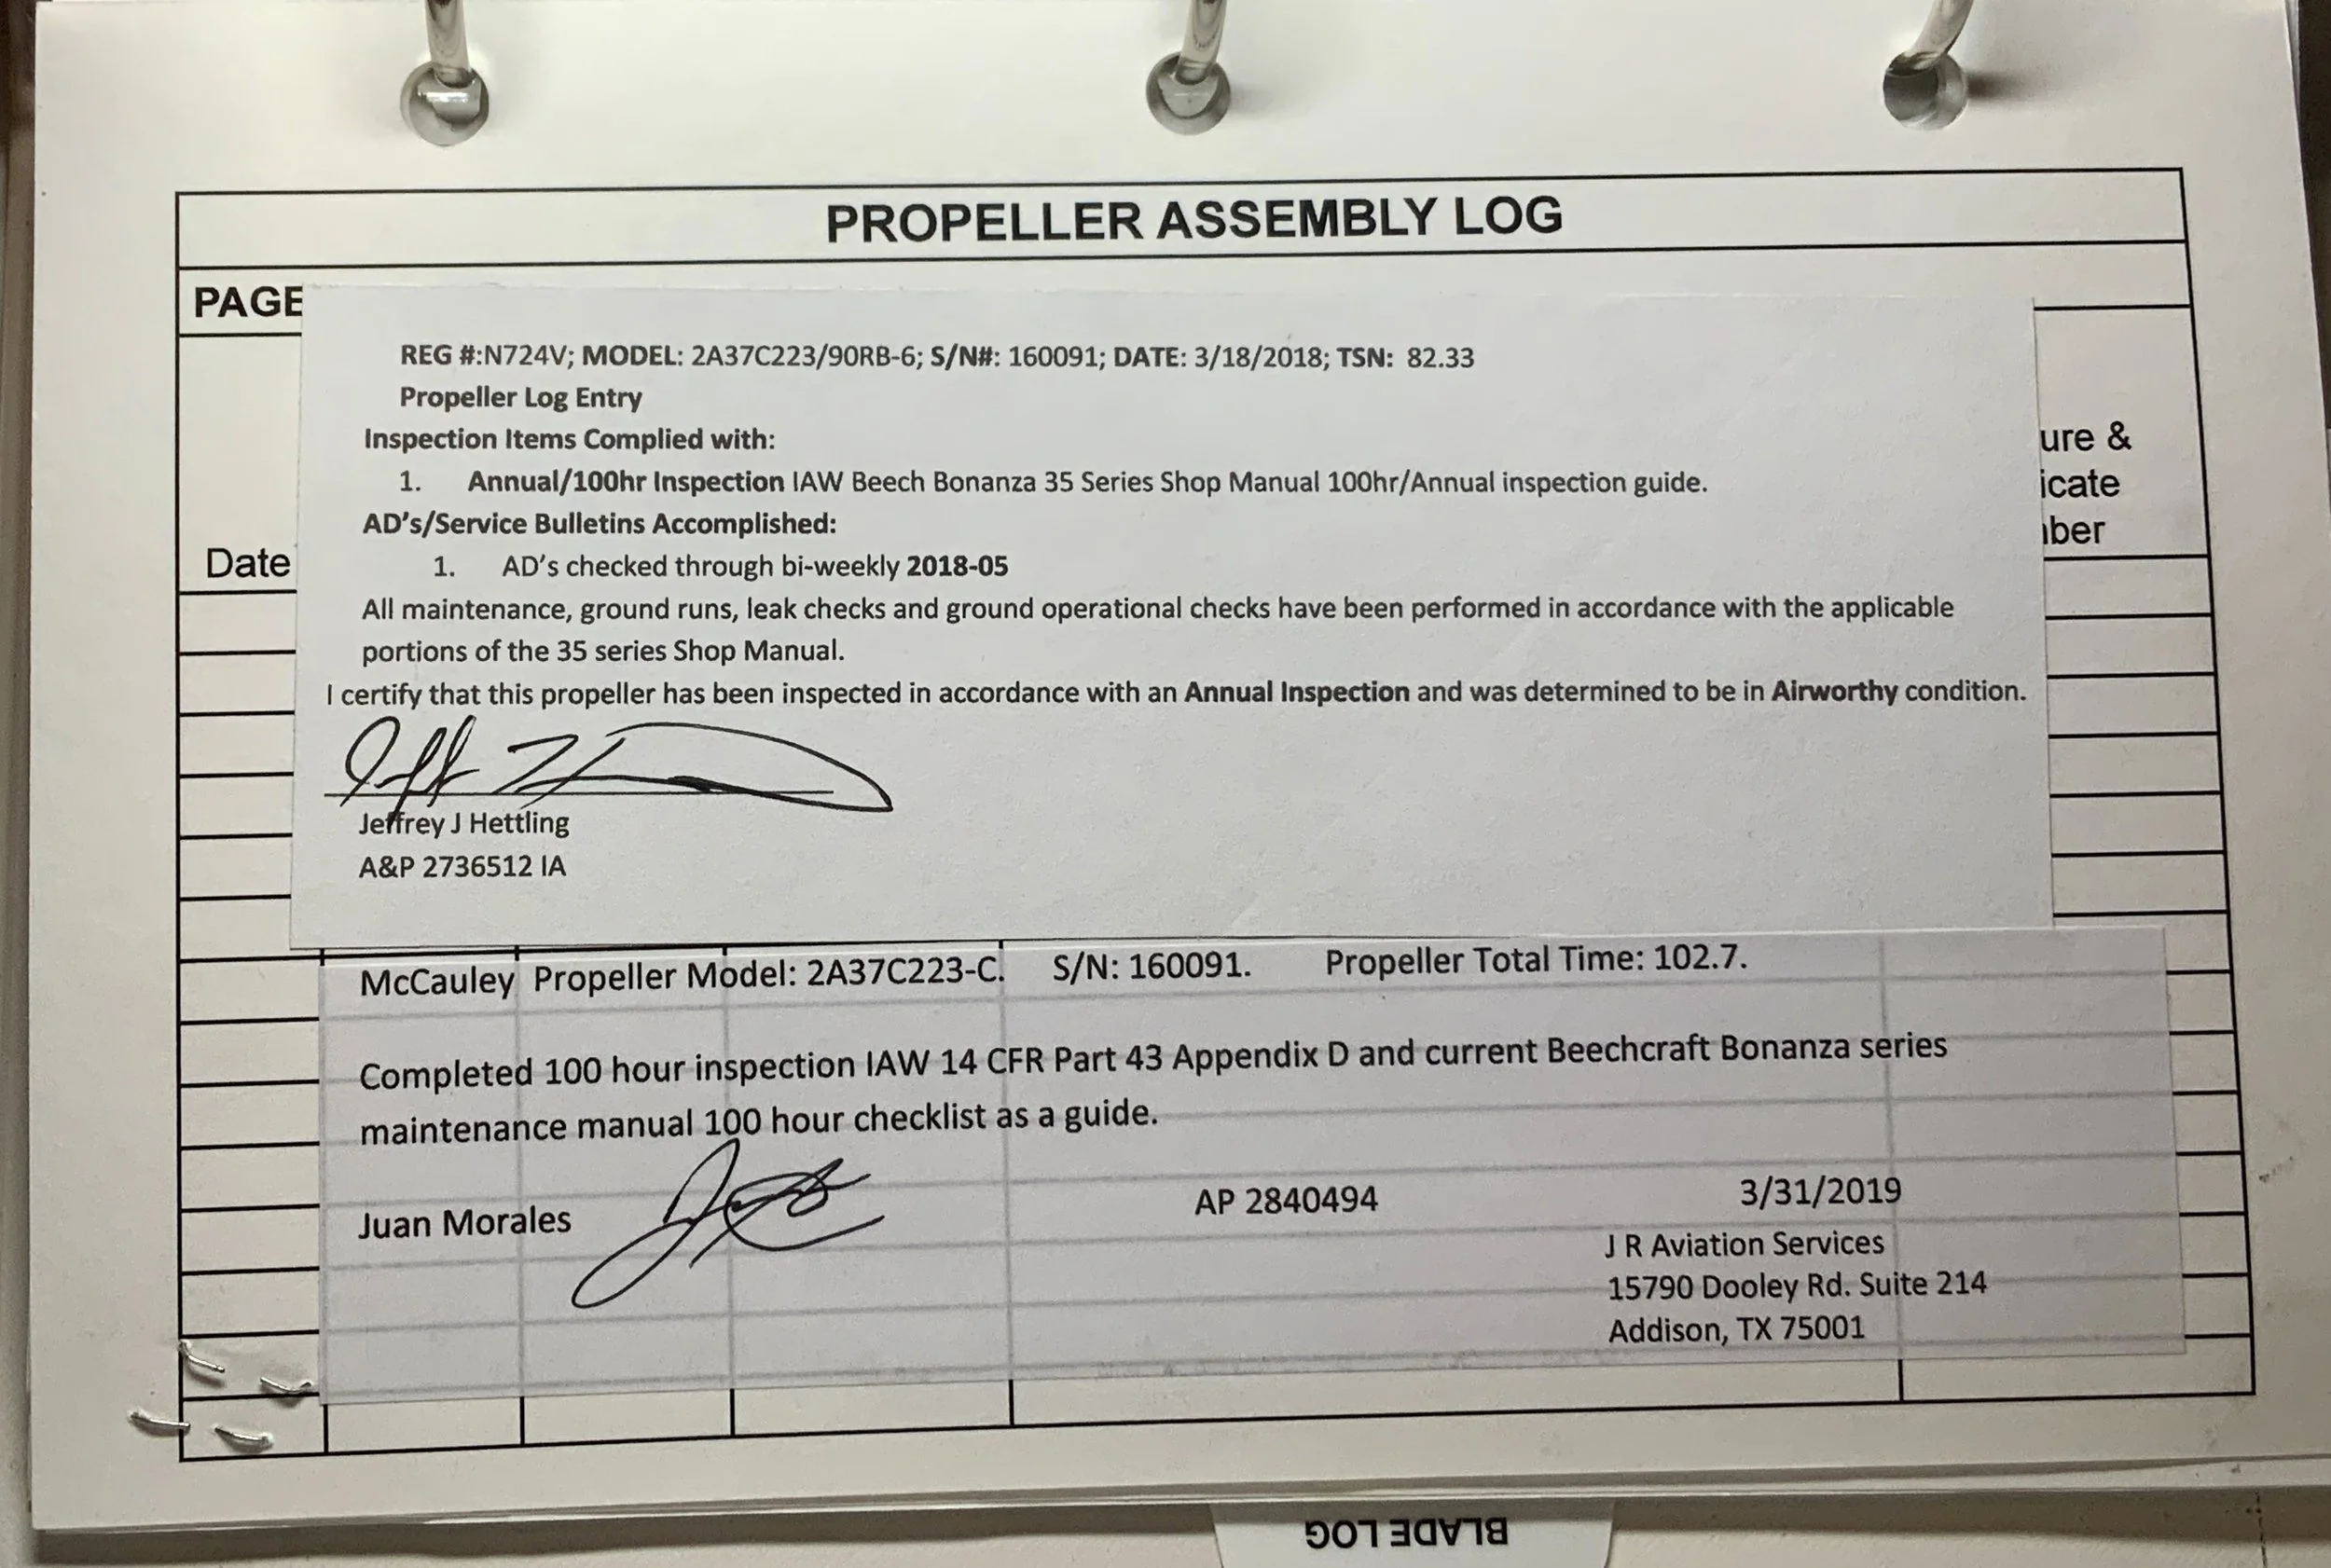 PROPELLER ASSEMBLY LOG
PAGE
REG #:N724V; MODEL: 2A37C223/90RB-6; S/N#: 160091; DATE: 3/18/2018; TSN: 82.33
Propeller Log Entry
Inspection Items Complied with:
1. Annual/100hr Inspection IAW Beech Bonanza 35 Series Shop Manual 100hr/Annual inspection guide.
AD's/Service Bulletins Accomplished:
1. AD's checked through bi-weekly 2018-05
All maintenance, ground runs, leak checks and ground operational checks have been performed in accordance with the applicable
portions of the 35 series Shop Manual.
I certify that this propeller has been inspected in accordance with an Annual Inspection and was determined to be in Airworthy condition.
Jeffrey J Hettling
A&P 2736512 IA
Date
ure &
icate
ber
McCauley Propeller Model: 2A37C223-C. S/N: 160091. Propeller Total Time: 102.7.
Completed 100 hour inspection IAW 14 CFR Part 43 Appendix D and current Beechcraft Bonanza series
maintenance manual 100 hour checklist as a guide.
Juan Morales AP 2840494 3/31/2019
J R Aviation Services
15790 Dooley Rd. Suite 214
Addison, TX 75001
BLADE LOG